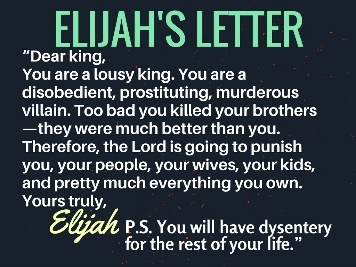 ELIJAH'S LETTER
“Dear king,
You are a lousy king. You are a
disobedient, prostituting, murderous
villain. Too bad you killed your brothers
—they were much better than you.
Therefore, the Lord is going to punish
you, your people, your wives, your kids,
and pretty much everything you own.
Yours truly,
Elijah P.S. You will have dysentery
for the rest of your life.”